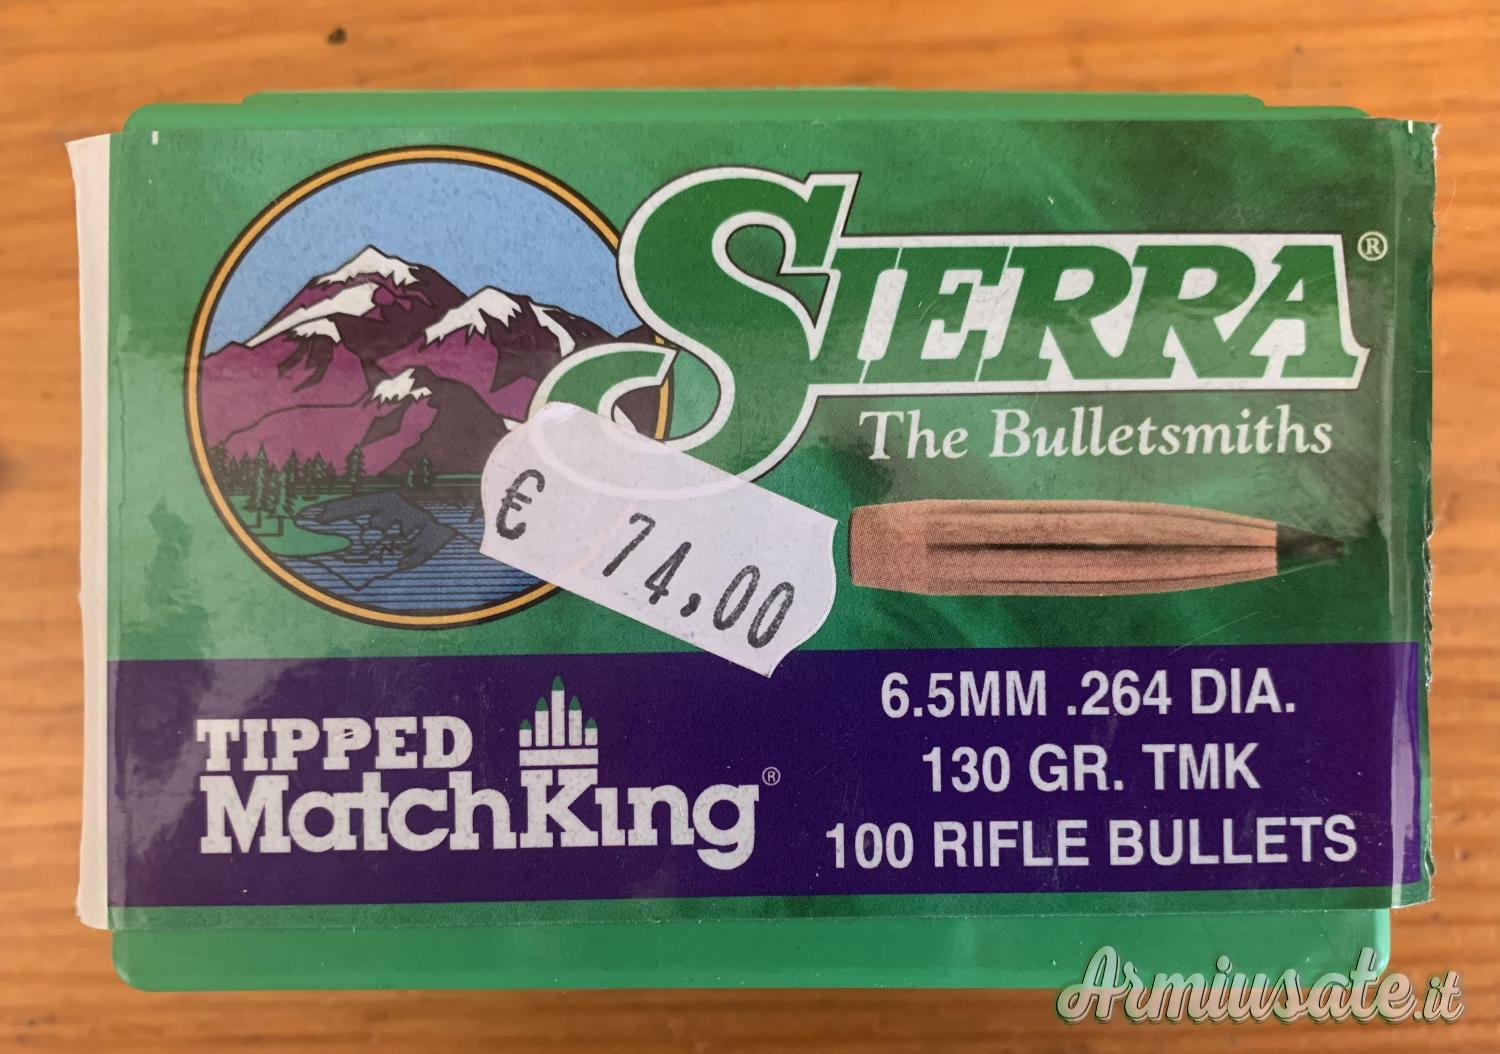 SIERRA®
The Bulletsmiths
€ 74,00
TIPPED
MatchKing®
6.5MM .264 DIA.
130 GR. TMK
100 RIFLE BULLETS
Armiusate.it